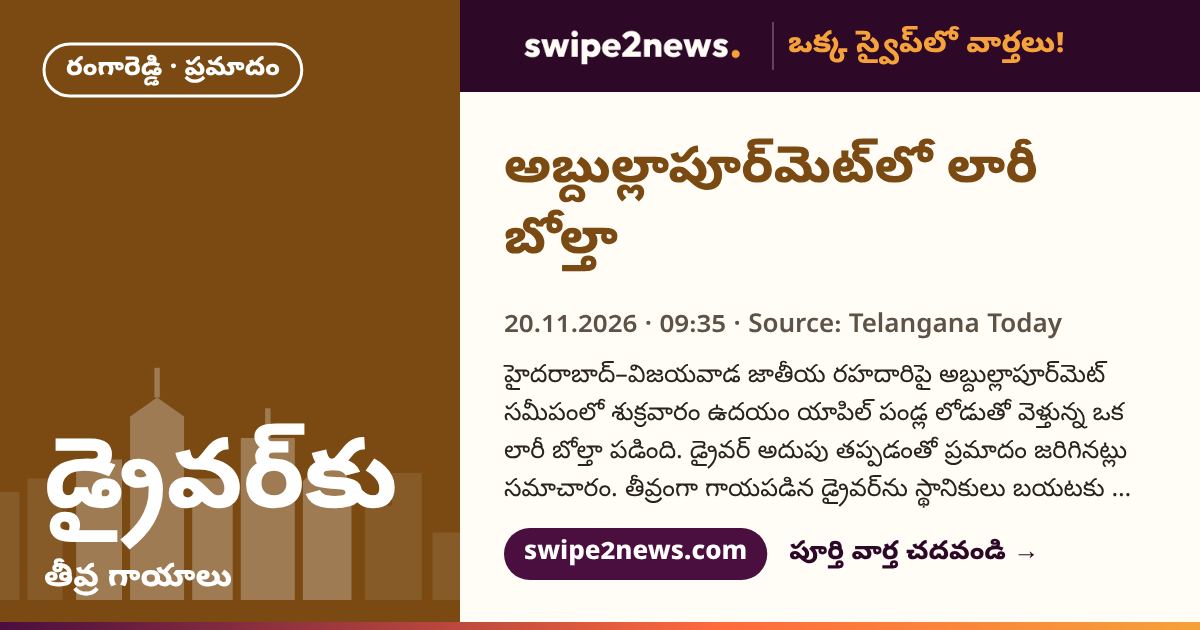 రంగారెడ్డి · ప్రమాదం
డ్రైవర్‌కు
తీవ్ర గాయాలు
swipe2news. ఒక్క స్వైప్‌లో వార్తలు!
అబ్దుల్లాపూర్‌మెట్‌లో లారీ
బోల్తా
20.11.2026 · 09:35 · Source: Telangana Today
హైదరాబాద్–విజయవాడ జాతీయ రహదారిపై అబ్దుల్లాపూర్‌మెట్
సమీపంలో శుక్రవారం ఉదయం యాపిల్ పండ్ల లోడుతో వెళ్తున్న ఒక
లారీ బోల్తా పడింది. డ్రైవర్ అదుపు తప్పడంతో ప్రమాదం జరిగినట్లు
సమాచారం. తీవ్రంగా గాయపడిన డ్రైవర్‌ను స్థానికులు బయటకు ...
swipe2news.com పూర్తి వార్త చదవండి →